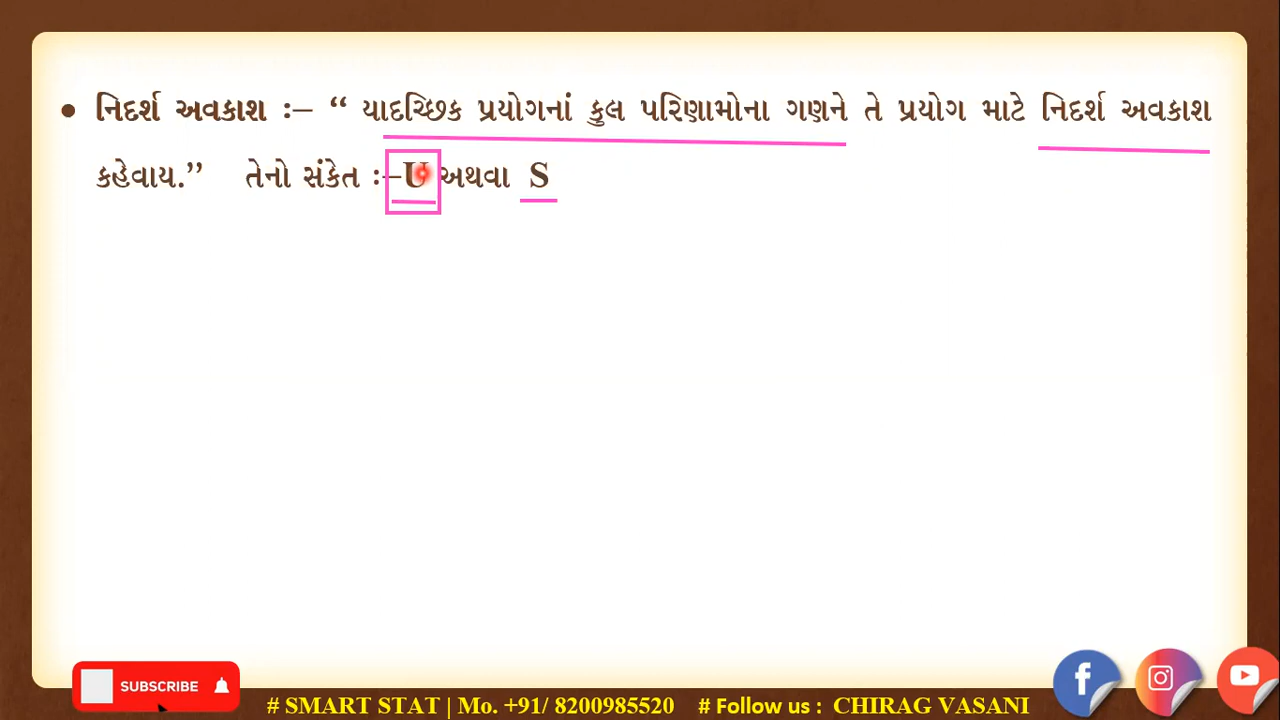 • નિદર્શ અવકાશ :– “ યાદચ્છિક પ્રયોગનાં કુલ પરિણામોના ગણને તે પ્રયોગ માટે નિદર્શ અવકાશ
કહેવાય.” તેનો સંકેત :–U અથવા S
SUBSCRIBE
# SMART STAT | Mo. +91/ 8200985520 # Follow us : CHIRAG VASANI